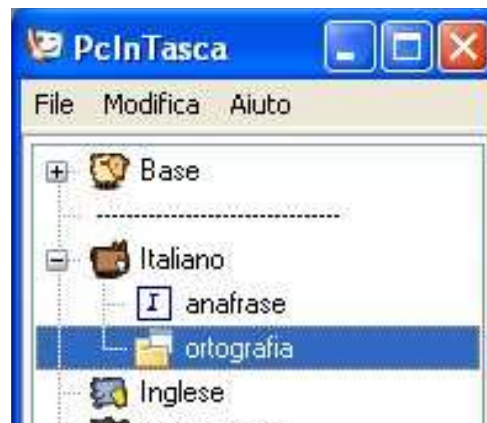 PcInTasca
File Modifica Aiuto
Base
Italiano
I anafrase
ortografia
Inglese